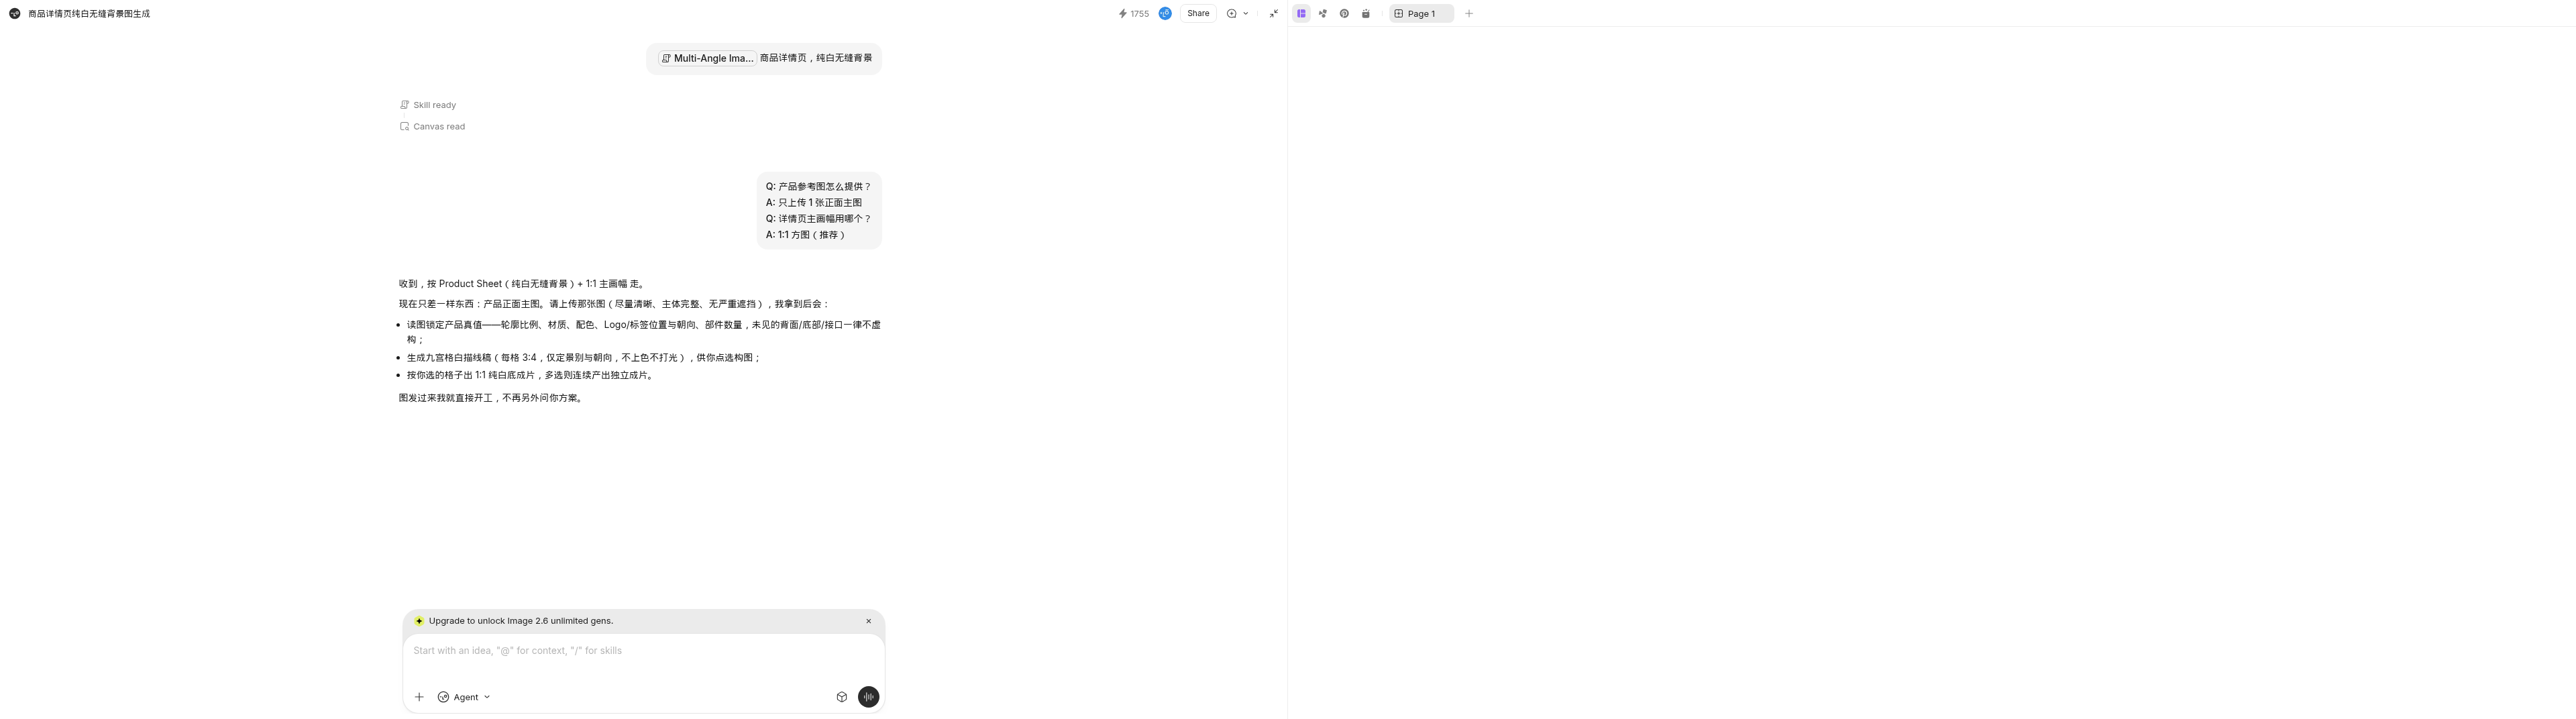 商品详情页纯白无缝背景图生成
1755
Share
Page 1
Multi-Angle Ima... 商品详情页，纯白无缝背景
Skill ready
Canvas read
Q: 产品参考图怎么提供？
A: 只上传 1 张正面主图
Q: 详情页主画幅用哪个？
A: 1:1 方图（推荐）
收到，按 Product Sheet（纯白无缝背景）+ 1:1 主画幅 走。
现在只差一样东西：产品正面主图。请上传那张图（尽量清晰、主体完整、无严重遮挡），我拿到后会：
• 读图锁定产品真值——轮廓比例、材质、配色、Logo/标签位置与朝向、部件数量，未见的背面/底部/接口一律不虚
构；
• 生成九宫格白描线稿（每格 3:4，仅定景别与朝向，不上色不打光），供你点选构图；
• 按你选的格子出 1:1 纯白底成片，多选则连续产出独立成片。
图发过来我就直接开工，不再另外问你方案。
Upgrade to unlock Image 2.6 unlimited gens.
Start with an idea, "@" for context, "/" for skills
Agent